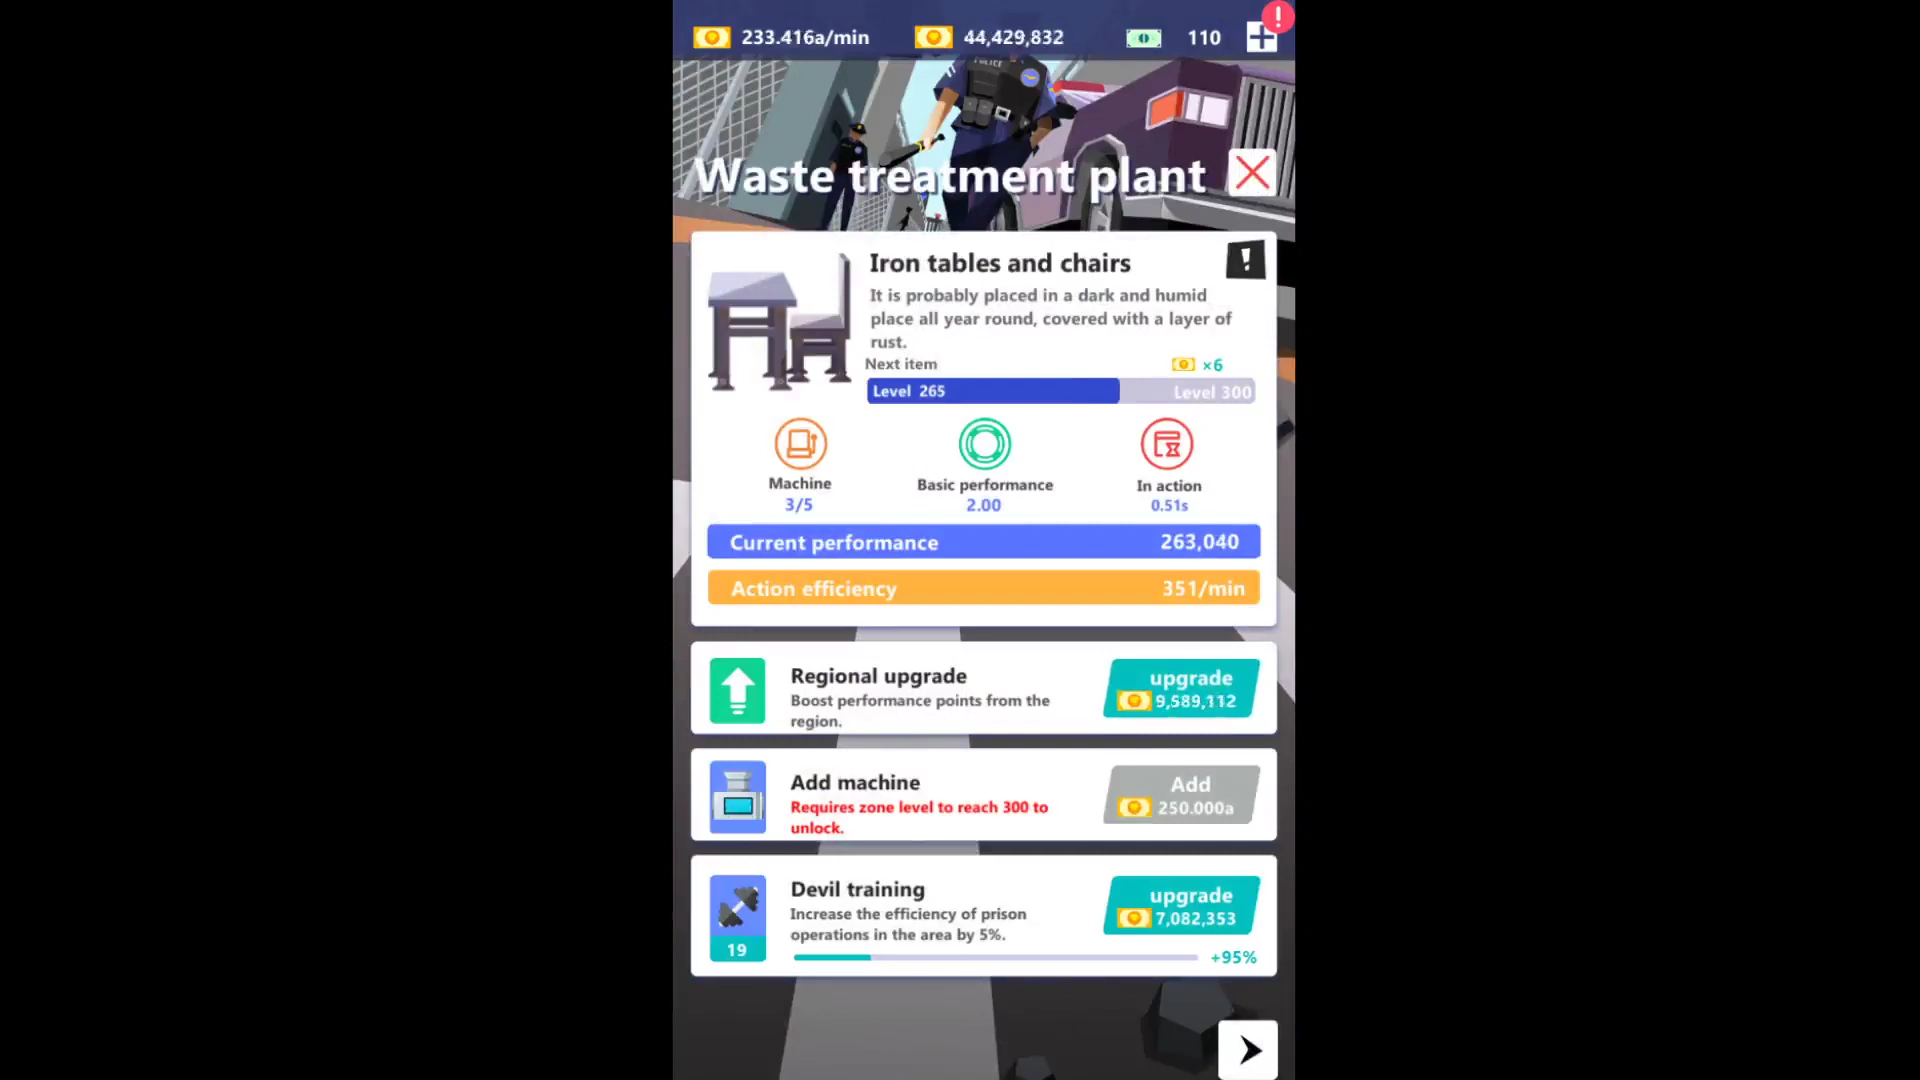 233.416a/min 44,429,832 110
POLICE
Waste treatment plant
Iron tables and chairs
It is probably placed in a dark and humid
place all year round, covered with a layer of
rust.
Next item ×6
Level 265 Level 300
Machine Basic performance In action
3/5 2.00 0.51s
Current performance 263,040
Action efficiency 351/min
Regional upgrade
Boost performance points from the
region.
upgrade
9,589,112
Add machine
Requires zone level to reach 300 to
unlock.
Add
250.000a
Devil training
Increase the efficiency of prison
operations in the area by 5%.
upgrade
7,082,353
19
+95%